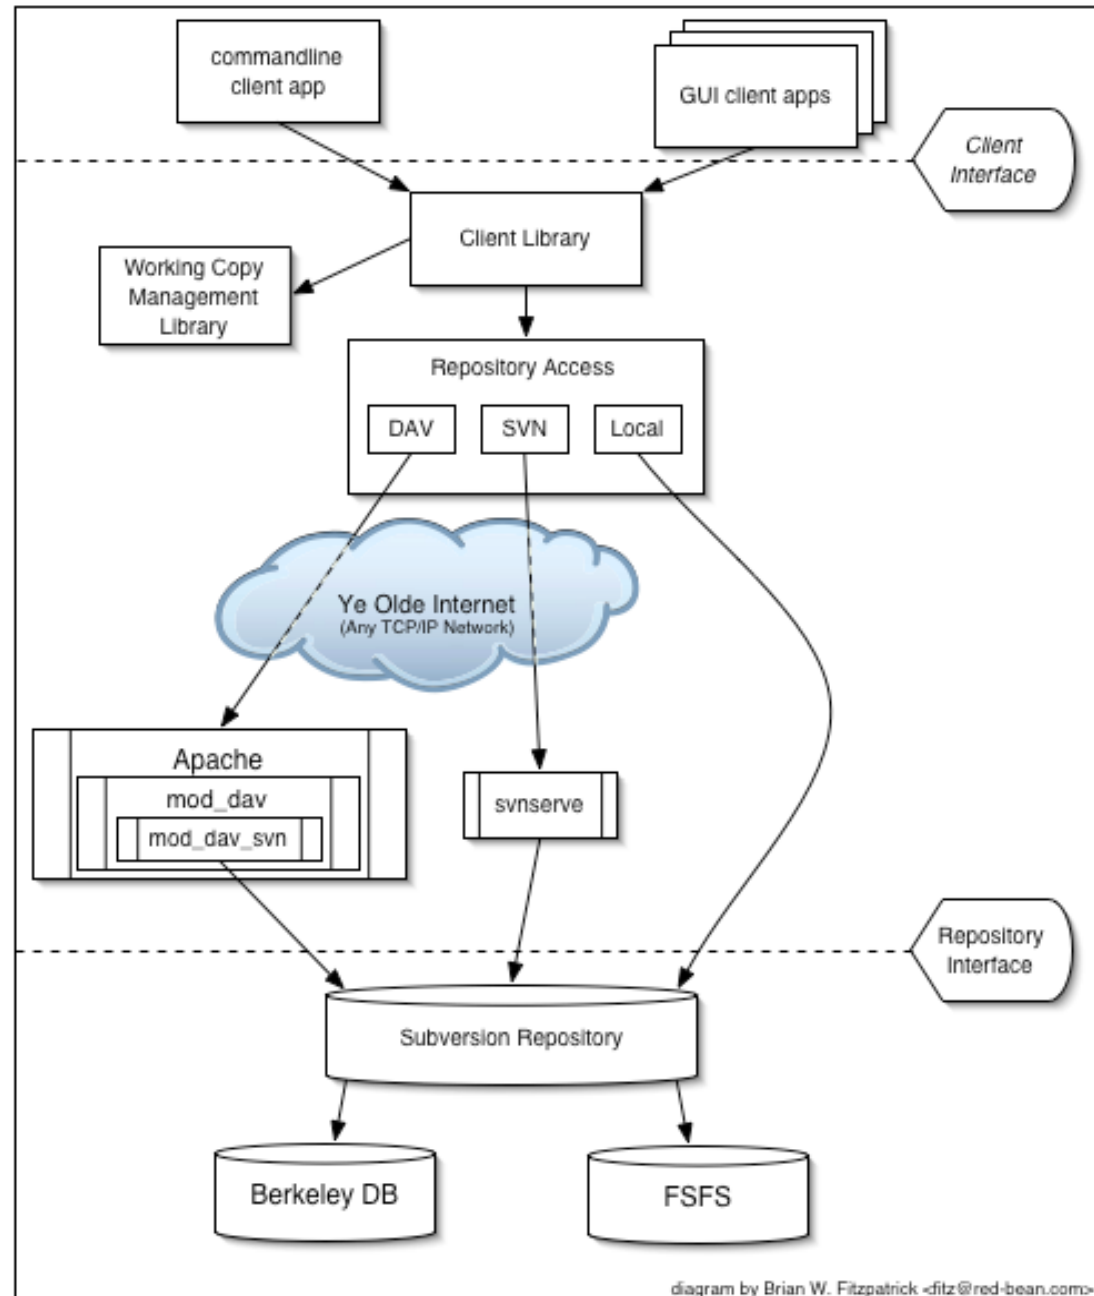 commandline
client app
GUI client apps
Client
Interface
Client Library
Working Copy
Management
Library
Repository Access
DAV
SVN
Local
Ye Olde Internet
(Any TCP/IP Network)
Apache
mod_dav
mod_dav_svn
svnserve
Repository
Interface
Subversion Repository
Berkeley DB
FSFS
diagram by Brian W. Fitzpatrick <fitz@red-bean.com>